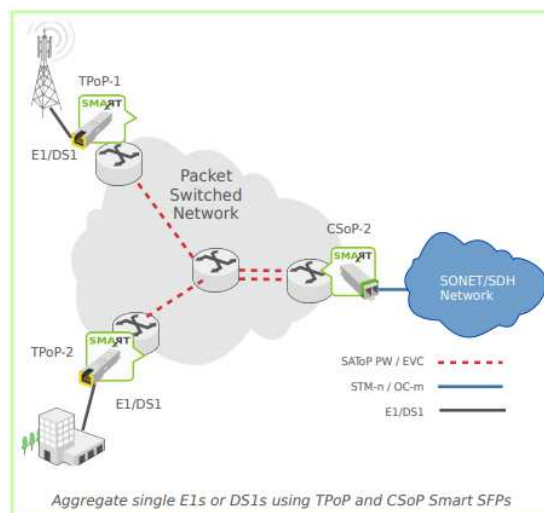 TPoP-1
SMART
E1/DS1
Packet
Switched
Network
CSoP-2
SMART
SONET/SDH
Network
SMART
TPoP-2
E1/DS1
SAToP PW / EVC
STM-n / OC-m
E1/DS1
Aggregate single E1s or DS1s using TPoP and CSoP Smart SFPs